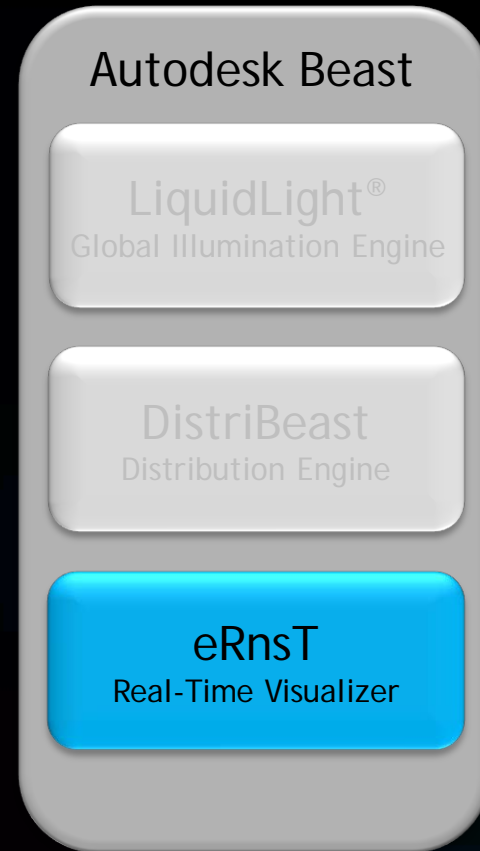 Autodesk Beast
LiquidLight®
Global Illumination Engine
DistriBeast
Distribution Engine
eRnsT
Real-Time Visualizer